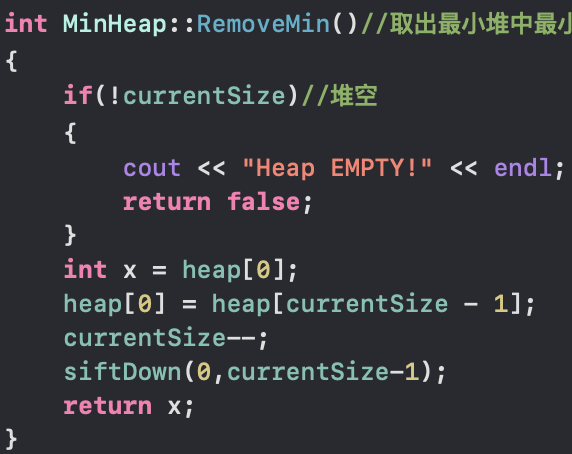 int MinHeap::RemoveMin()//取出最小堆中最小
{
    if(!currentSize)//堆空
    {
        cout << "Heap EMPTY!" << endl;
        return false;
    }
    int x = heap[0];
    heap[0] = heap[currentSize - 1];
    currentSize--;
    siftDown(0,currentSize-1);
    return x;
}